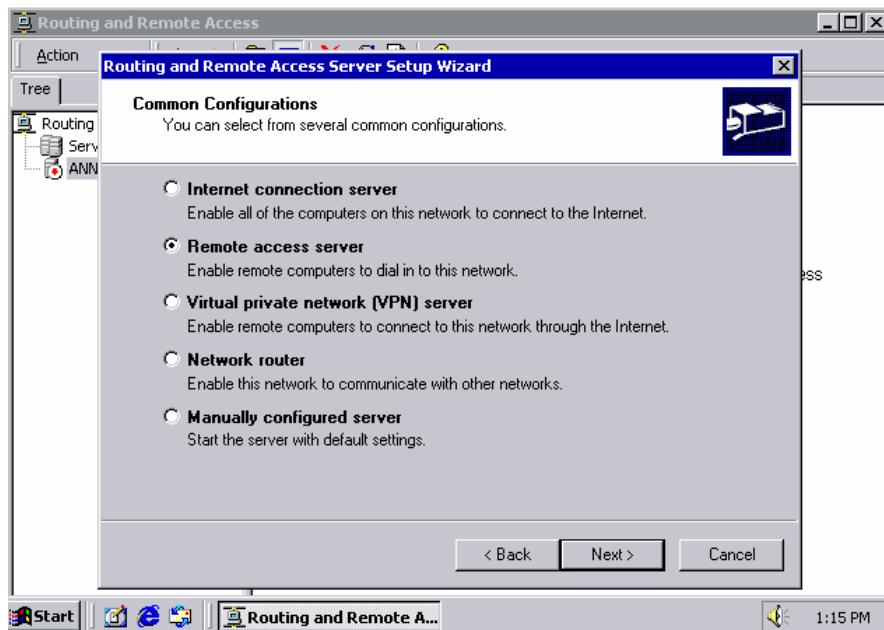 Routing and Remote Access
Action
Tree
Routing
Serv
ANN
ess
Routing and Remote Access Server Setup Wizard
Common Configurations
You can select from several common configurations.
Internet connection server
Enable all of the computers on this network to connect to the Internet.
Remote access server
Enable remote computers to dial in to this network.
Virtual private network (VPN) server
Enable remote computers to connect to this network through the Internet.
Network router
Enable this network to communicate with other networks.
Manually configured server
Start the server with default settings.
< Back
Next >
Cancel
Start
Routing and Remote A...
1:15 PM